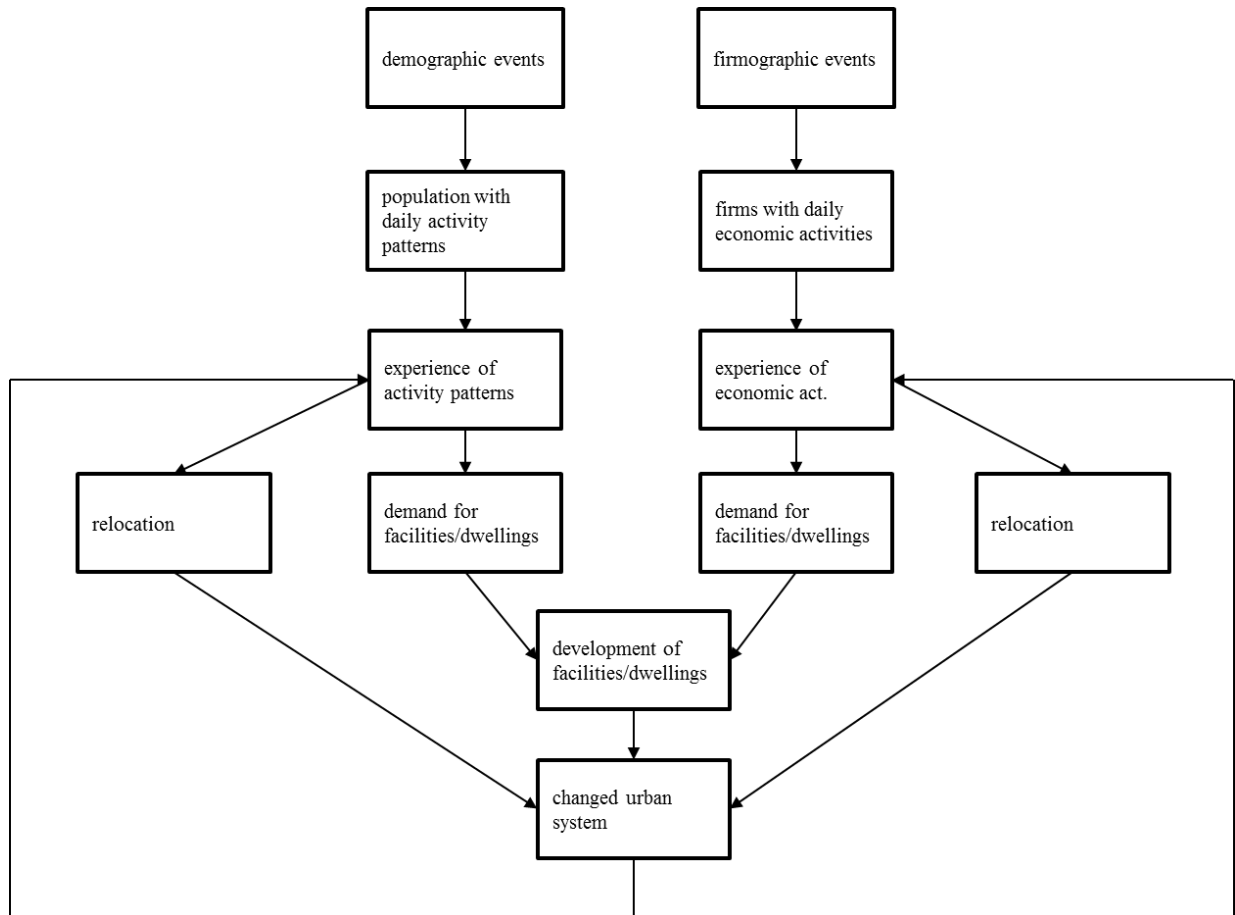 demographic events
firmographic events
population with
daily activity
patterns
firms with daily
economic activities
experience of
activity patterns
experience of
economic act.
relocation
demand for
facilities/dwellings
demand for
facilities/dwellings
relocation
development of
facilities/dwellings
changed urban
system